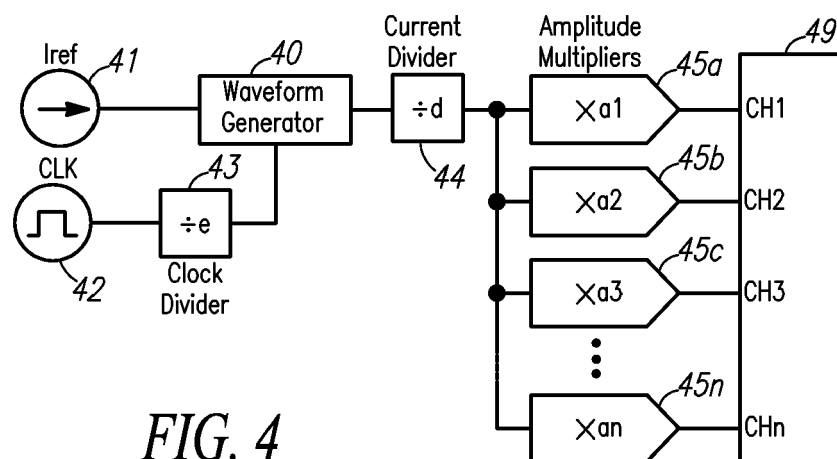 Iref
41
40
Waveform
Generator
Current
Divider
÷d
44
Amplitude
Multipliers
45a
×a1
CH1
49
CLK
42
43
÷e
Clock
Divider
45b
×a2
CH2
45c
×a3
CH3
45n
×an
CHn
FIG. 4